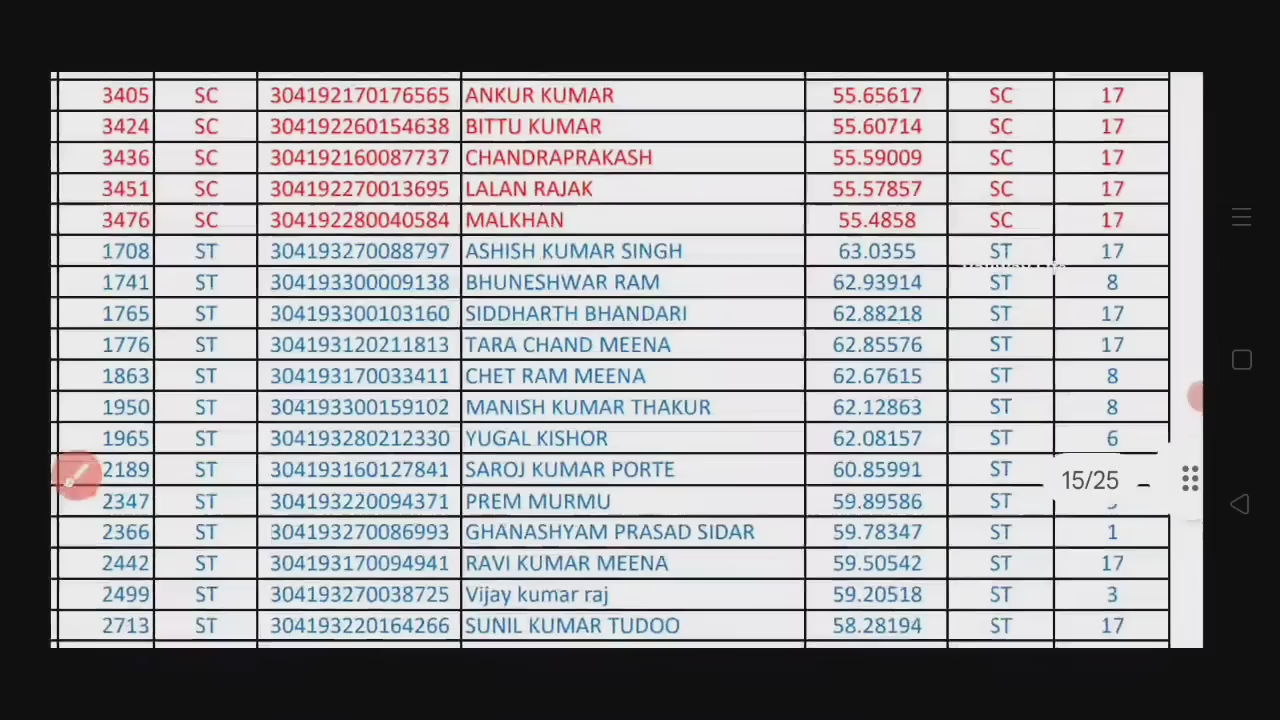 3405 SC 304192170176565 ANKUR KUMAR 55.65617 SC 17
3424 SC 304192260154638 BITTU KUMAR 55.60714 SC 17
3436 SC 304192160087737 CHANDRAPRAKASH 55.59009 SC 17
3451 SC 304192270013695 LALAN RAJAK 55.57857 SC 17
3476 SC 304192280040584 MALKHAN 55.4858 SC 17
1708 ST 304193270088797 ASHISH KUMAR SINGH 63.0355 ST 17
1741 ST 304193300009138 BHUNESHWAR RAM 62.93914 ST 8
1765 ST 304193300103160 SIDDHARTH BHANDARI 62.88218 ST 17
1776 ST 304193120211813 TARA CHAND MEENA 62.85576 ST 17
1863 ST 304193170033411 CHET RAM MEENA 62.67615 ST 8
1950 ST 304193300159102 MANISH KUMAR THAKUR 62.12863 ST 8
1965 ST 304193280212330 YUGAL KISHOR 62.08157 ST 6
2189 ST 304193160127841 SAROJ KUMAR PORTE 60.85991 ST
15/25
2347 ST 304193220094371 PREM MURMU 59.89586 ST
2366 ST 304193270086993 GHANASHYAM PRASAD SIDAR 59.78347 ST 1
2442 ST 304193170094941 RAVI KUMAR MEENA 59.50542 ST 17
2499 ST 304193270038725 Vijay kumar raj 59.20518 ST 3
2713 ST 304193220164266 SUNIL KUMAR TUDOO 58.28194 ST 17